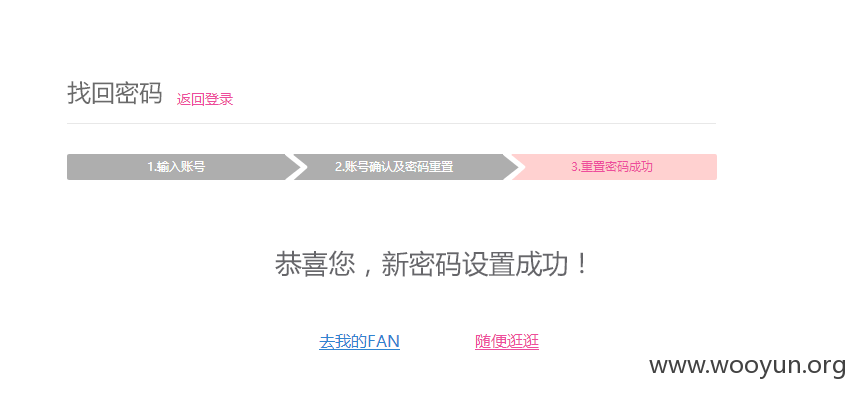 找回密码 返回登录
1.输入账号 2.账号确认及密码重置 3.重置密码成功
恭喜您，新密码设置成功！
去我的FAN 随便逛逛
www.wooyun.org